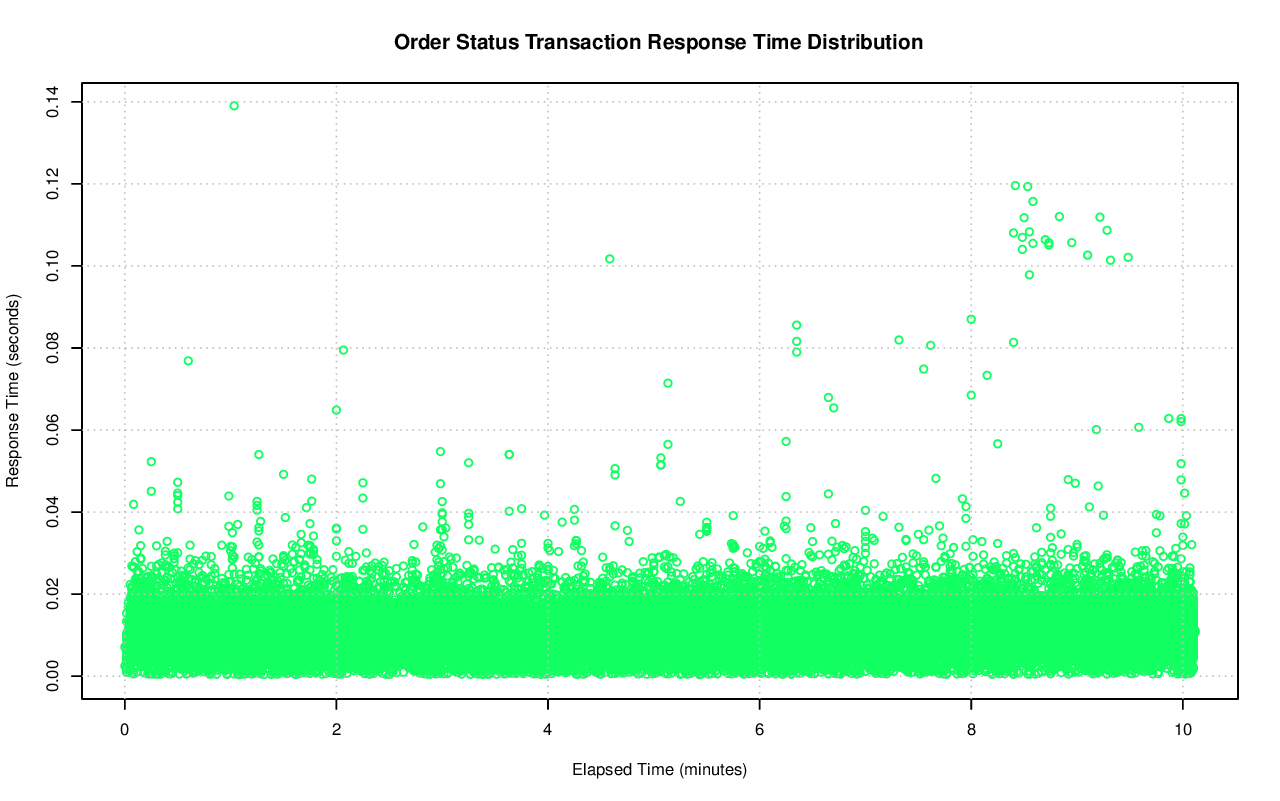 Order Status Transaction Response Time Distribution
Response Time (seconds)
0.14
0.12
0.10
0.08
0.06
0.04
0.02
0.00
0 2 4 6 8 10
Elapsed Time (minutes)